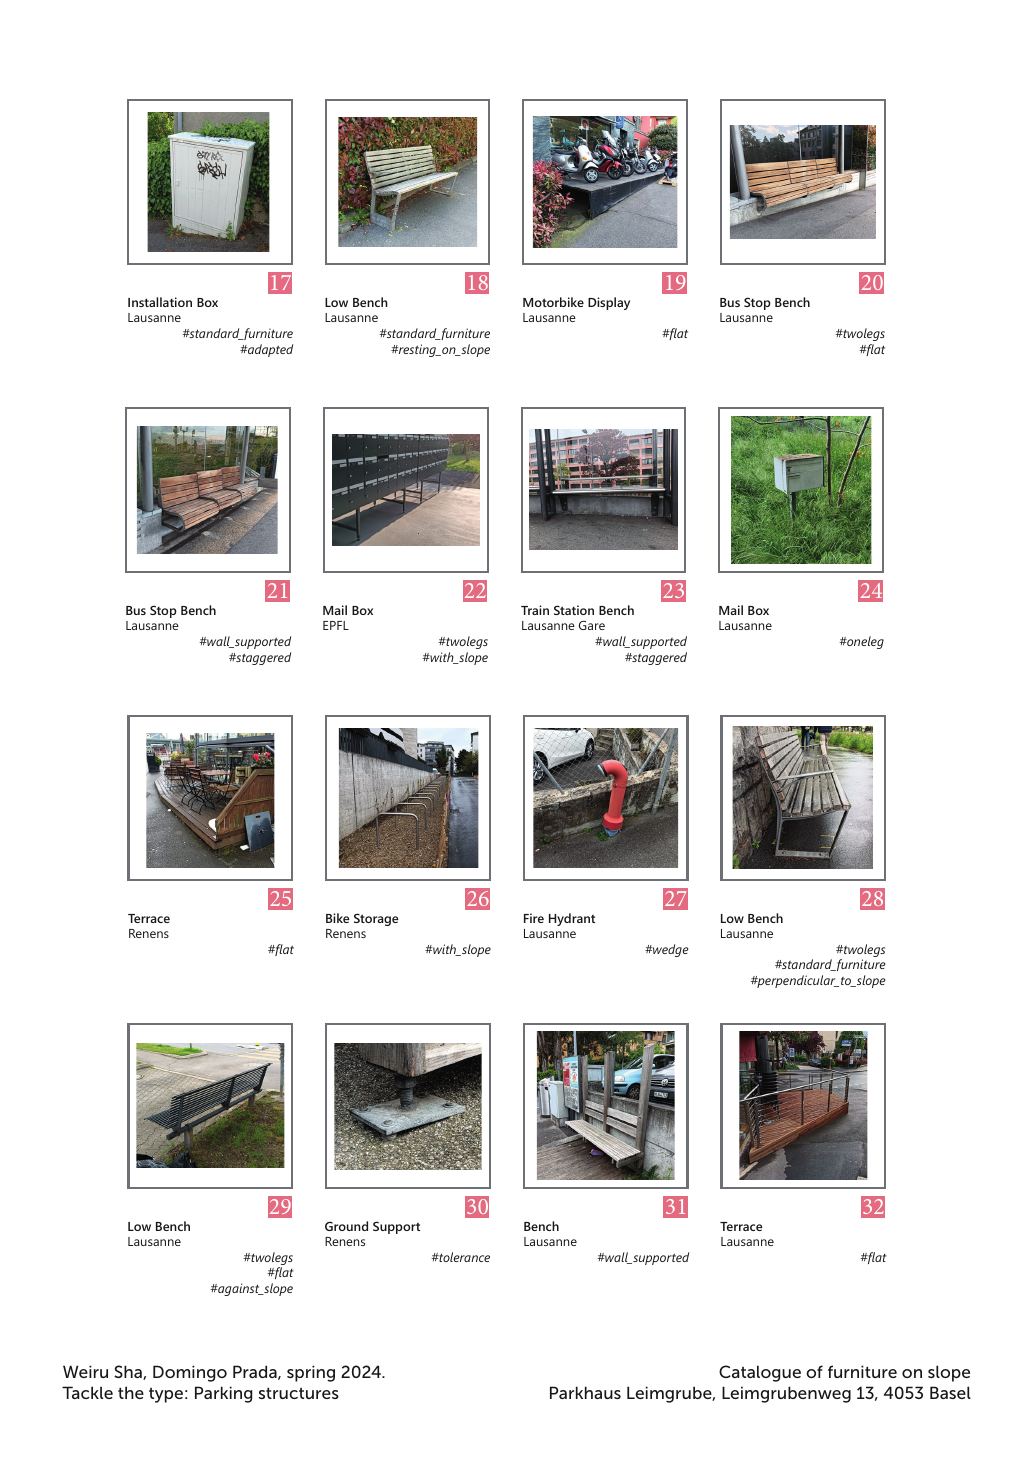 17
Installation Box
Lausanne
#standard_furniture
#adapted
18
Low Bench
Lausanne
#standard_furniture
#resting_on_slope
19
Motorbike Display
Lausanne
#flat
20
Bus Stop Bench
Lausanne
#twolegs
#flat
21
Bus Stop Bench
Lausanne
#wall_supported
#staggered
22
Mail Box
EPFL
#twolegs
#with_slope
23
Train Station Bench
Lausanne Gare
#wall_supported
#staggered
24
Mail Box
Lausanne
#oneleg
25
Terrace
Renens
#flat
26
Bike Storage
Renens
#with_slope
27
Fire Hydrant
Lausanne
#wedge
28
Low Bench
Lausanne
#twolegs
#standard_furniture
#perpendicular_to_slope
29
Low Bench
Lausanne
#twolegs
#flat
#against_slope
30
Ground Support
Renens
#tolerance
31
Bench
Lausanne
#wall_supported
32
Terrace
Lausanne
#flat
Weiru Sha, Domingo Prada, spring 2024.
Tackle the type: Parking structures
Catalogue of furniture on slope
Parkhaus Leimgrube, Leimgrubenweg 13, 4053 Basel